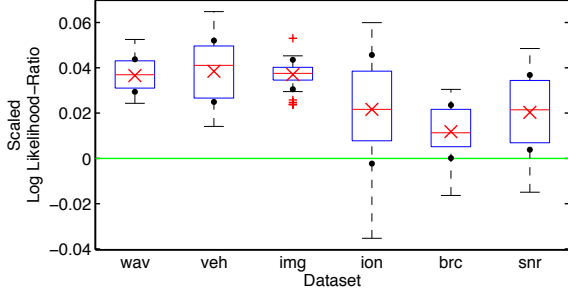 Scaled
Log Likelihood-Ratio
0.06
0.04
0.02
0
−0.02
−0.04
wav veh img ion brc snr
Dataset